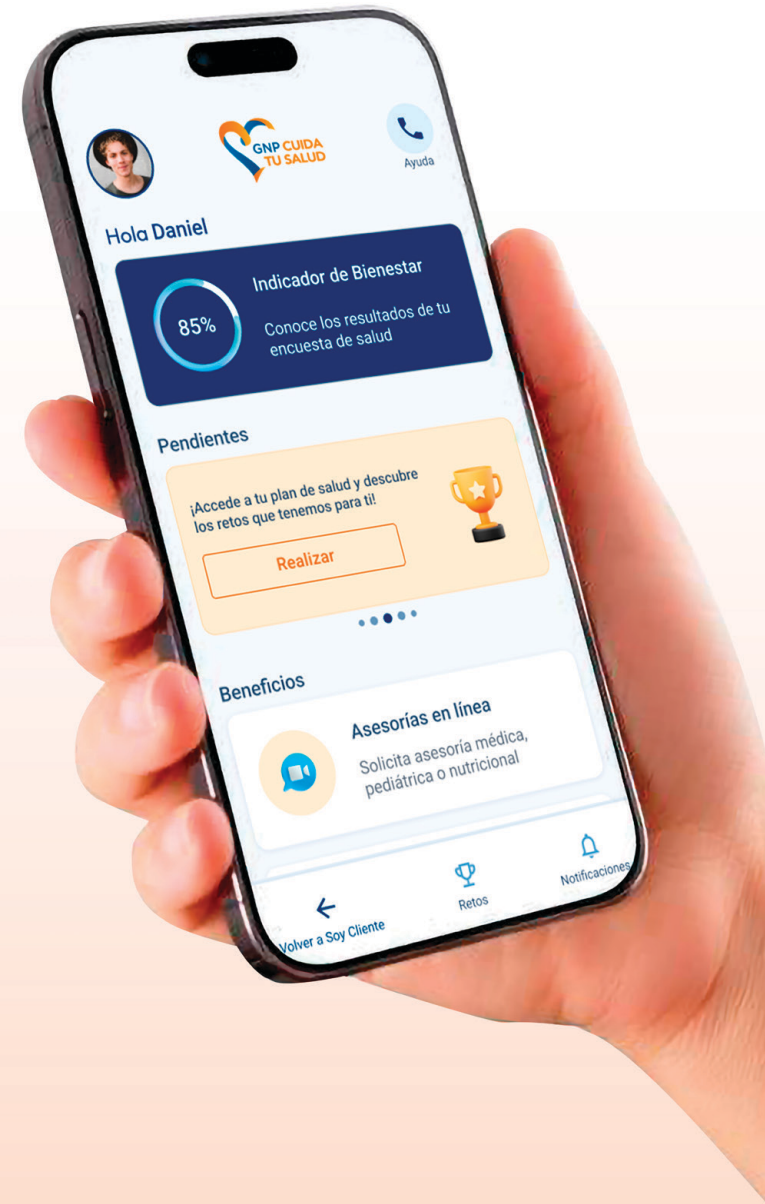 GNP CUIDA
TU SALUD
Ayuda
Hola Daniel
85%
Indicador de Bienestar
Conoce los resultados de tu
encuesta de salud
Pendientes
¡Accede a tu plan de salud y descubre
los retos que tenemos para ti!
Realizar
Beneficios
Asesorías en línea
Solicita asesoría médica,
pediátrica o nutricional
Volver a Soy Cliente
Retos
Notificaciones